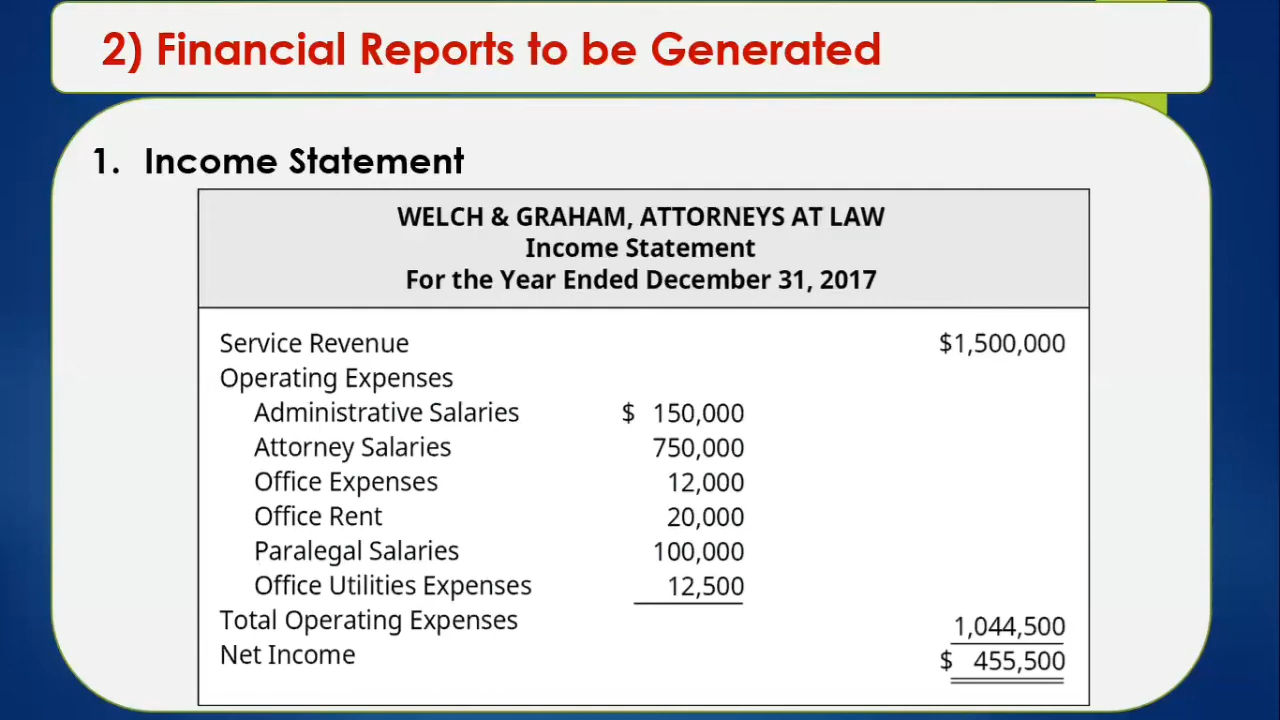 2) Financial Reports to be Generated
1. Income Statement
WELCH & GRAHAM, ATTORNEYS AT LAW
Income Statement
For the Year Ended December 31, 2017
Service Revenue $1,500,000
Operating Expenses
Administrative Salaries $ 150,000
Attorney Salaries 750,000
Office Expenses 12,000
Office Rent 20,000
Paralegal Salaries 100,000
Office Utilities Expenses 12,500
Total Operating Expenses 1,044,500
Net Income $ 455,500